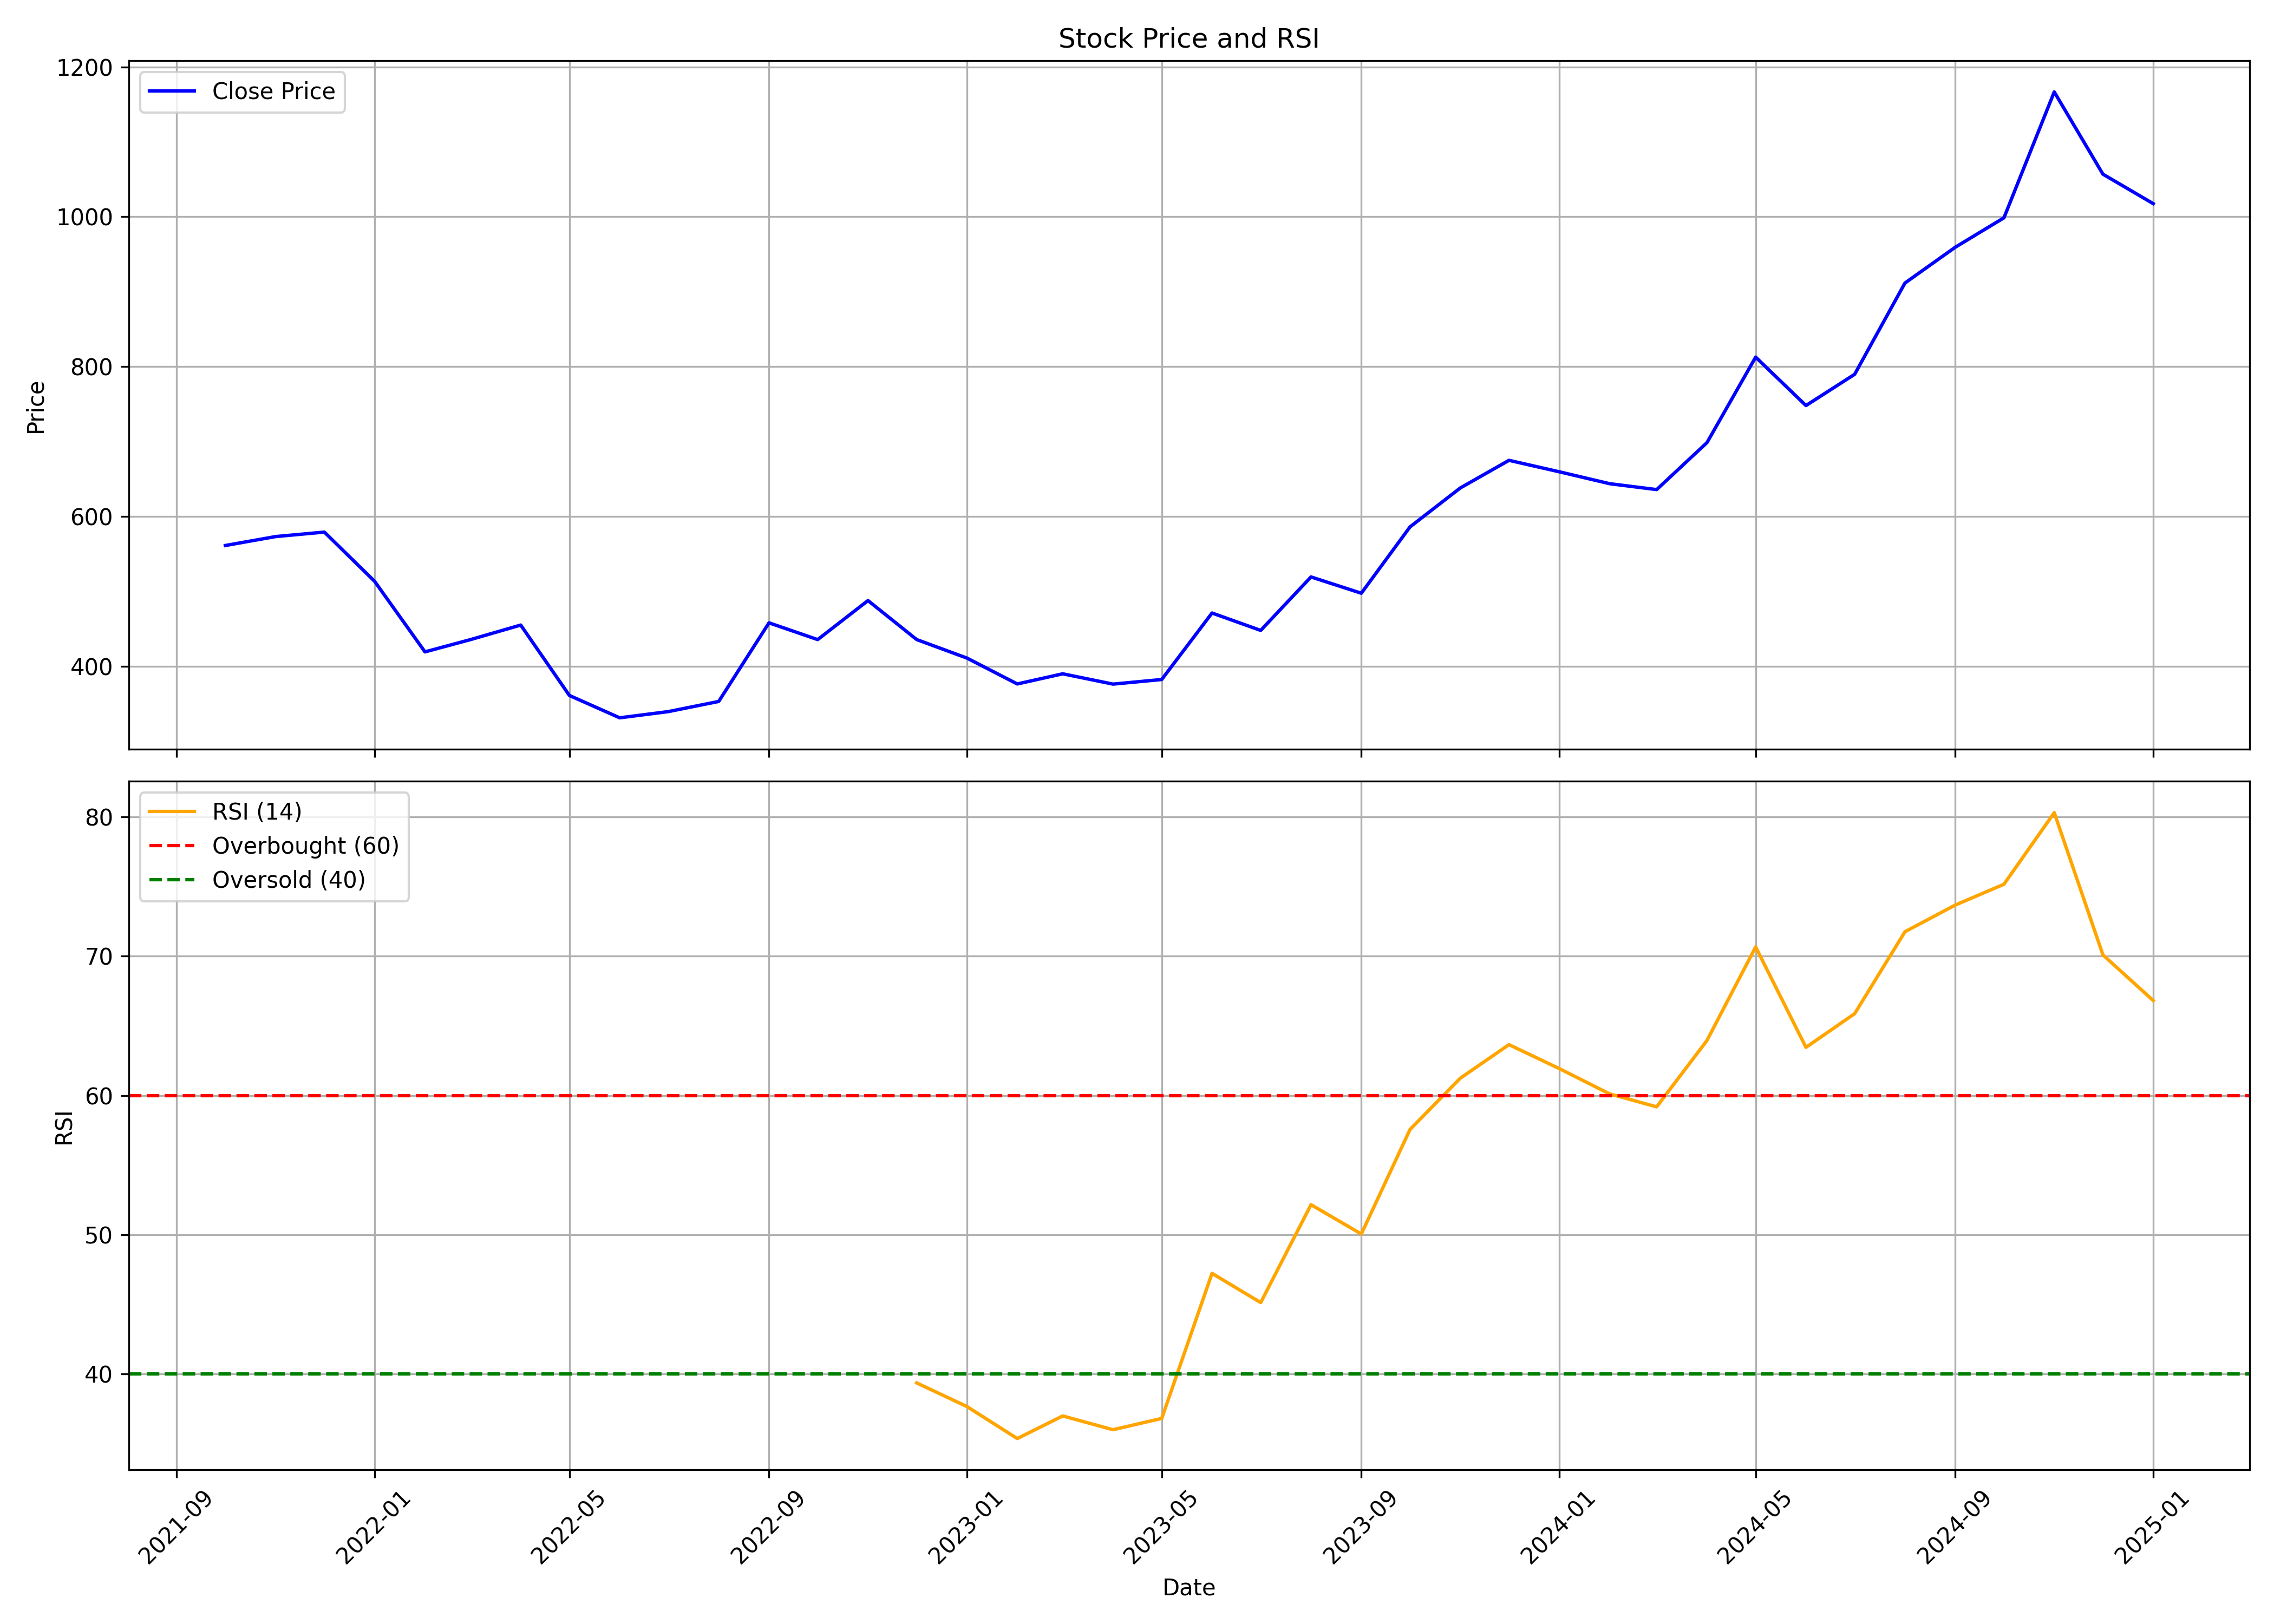 Stock Price and RSI
1200
1000
800
600
400
Price
Close Price
80
70
60
50
40
RSI
RSI (14)
Overbought (60)
Oversold (40)
2021-09
2022-01
2022-05
2022-09
2023-01
2023-05
2023-09
2024-01
2024-05
2024-09
2025-01
Date